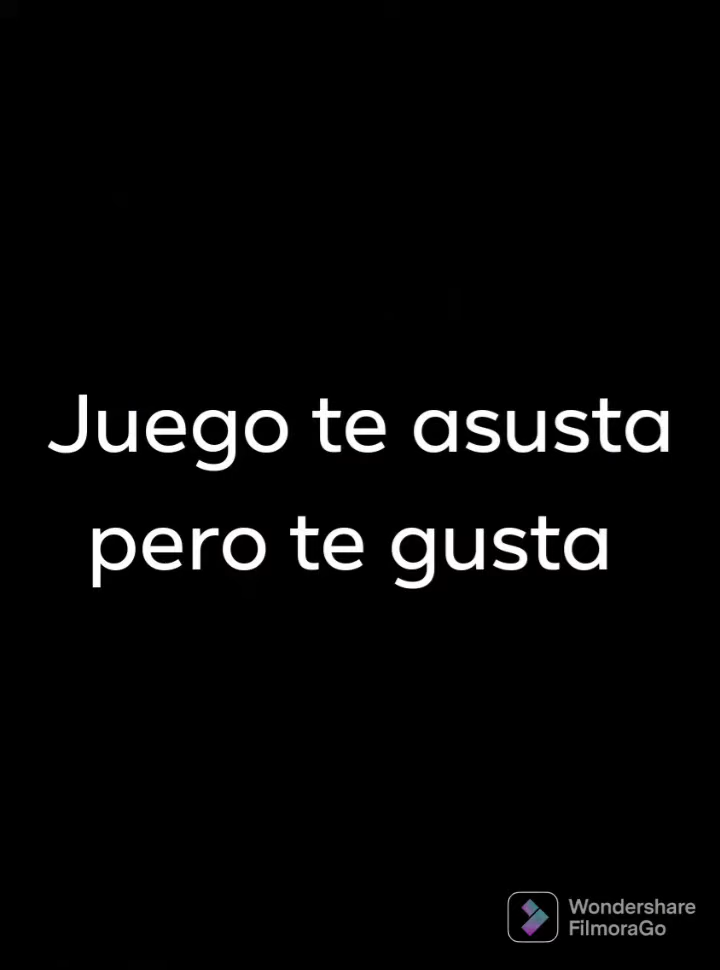 Juego te asusta
pero te gusta
Wondershare
FilmoraGo